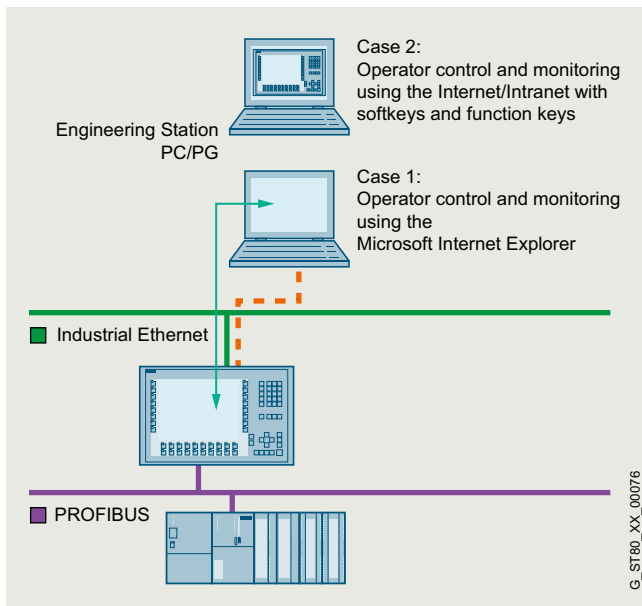 Case 2:
Operator control and monitoring
using the Internet/Intranet with
softkeys and function keys
Engineering Station
PC/PG
Case 1:
Operator control and monitoring
using the
Microsoft Internet Explorer
Industrial Ethernet
PROFIBUS
G_ST80_XX_00076